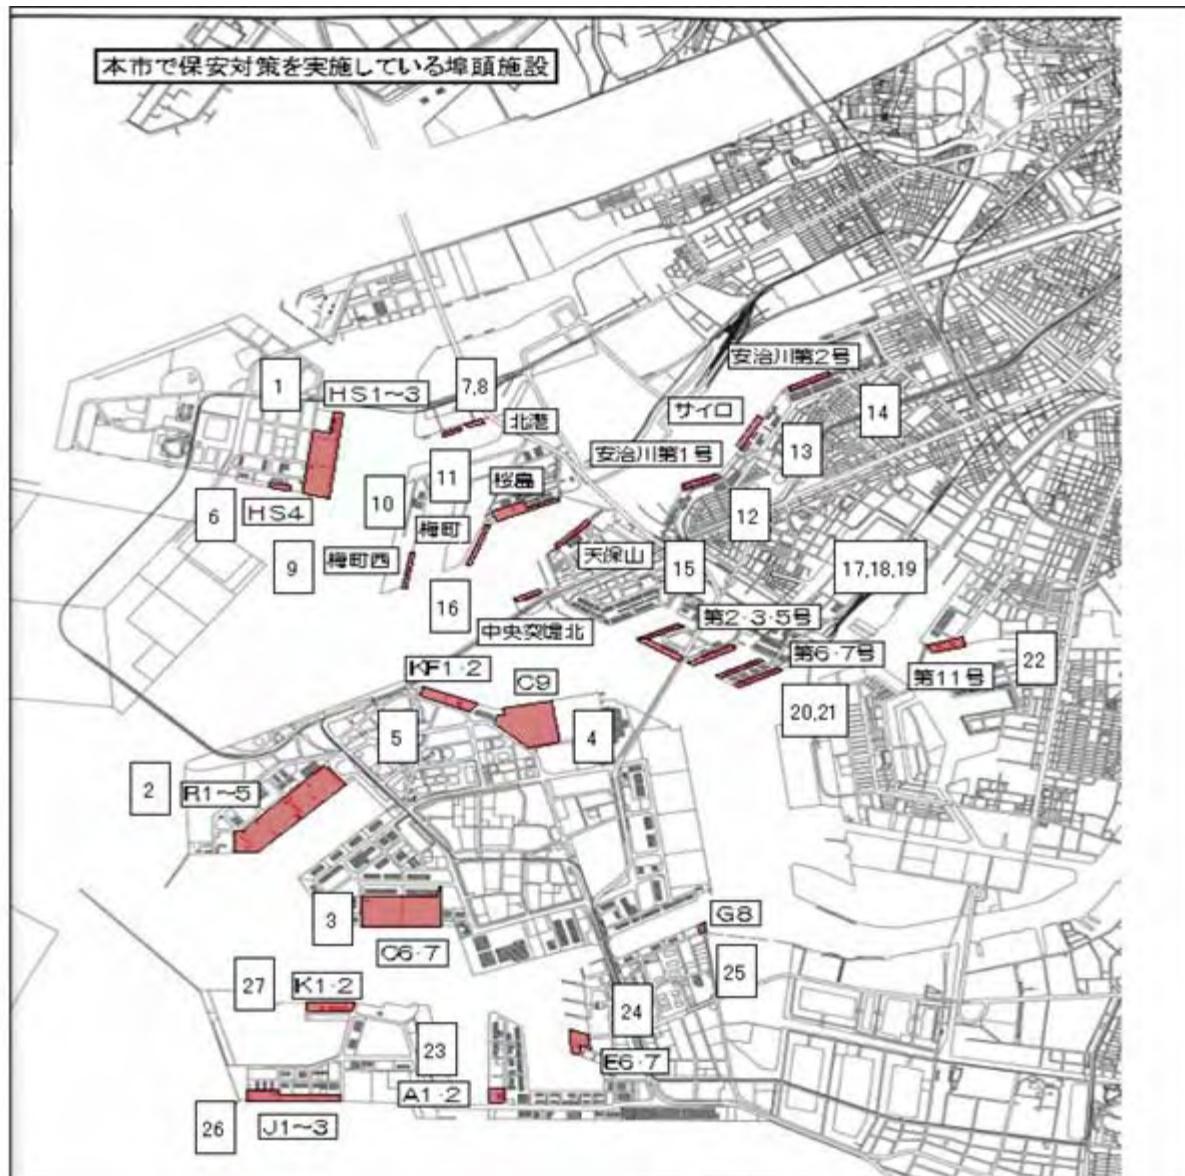 本市で保安対策を実施している埠頭施設
安治川第2号
1
HS1~3
7,8
北港
サイロ
14
安治川第1号
13
11
桜島
10
6
HS4
12
梅町
9
梅町西
天保山
15
17,18,19
16
中央突堤北
第2・3・5号
第6・7号
22
第11号
KF1・2
C9
20,21
5
4
2
R1~5
3
G8
C6・7
25
27
K1・2
24
23
E6・7
A1・2
26
J1~3